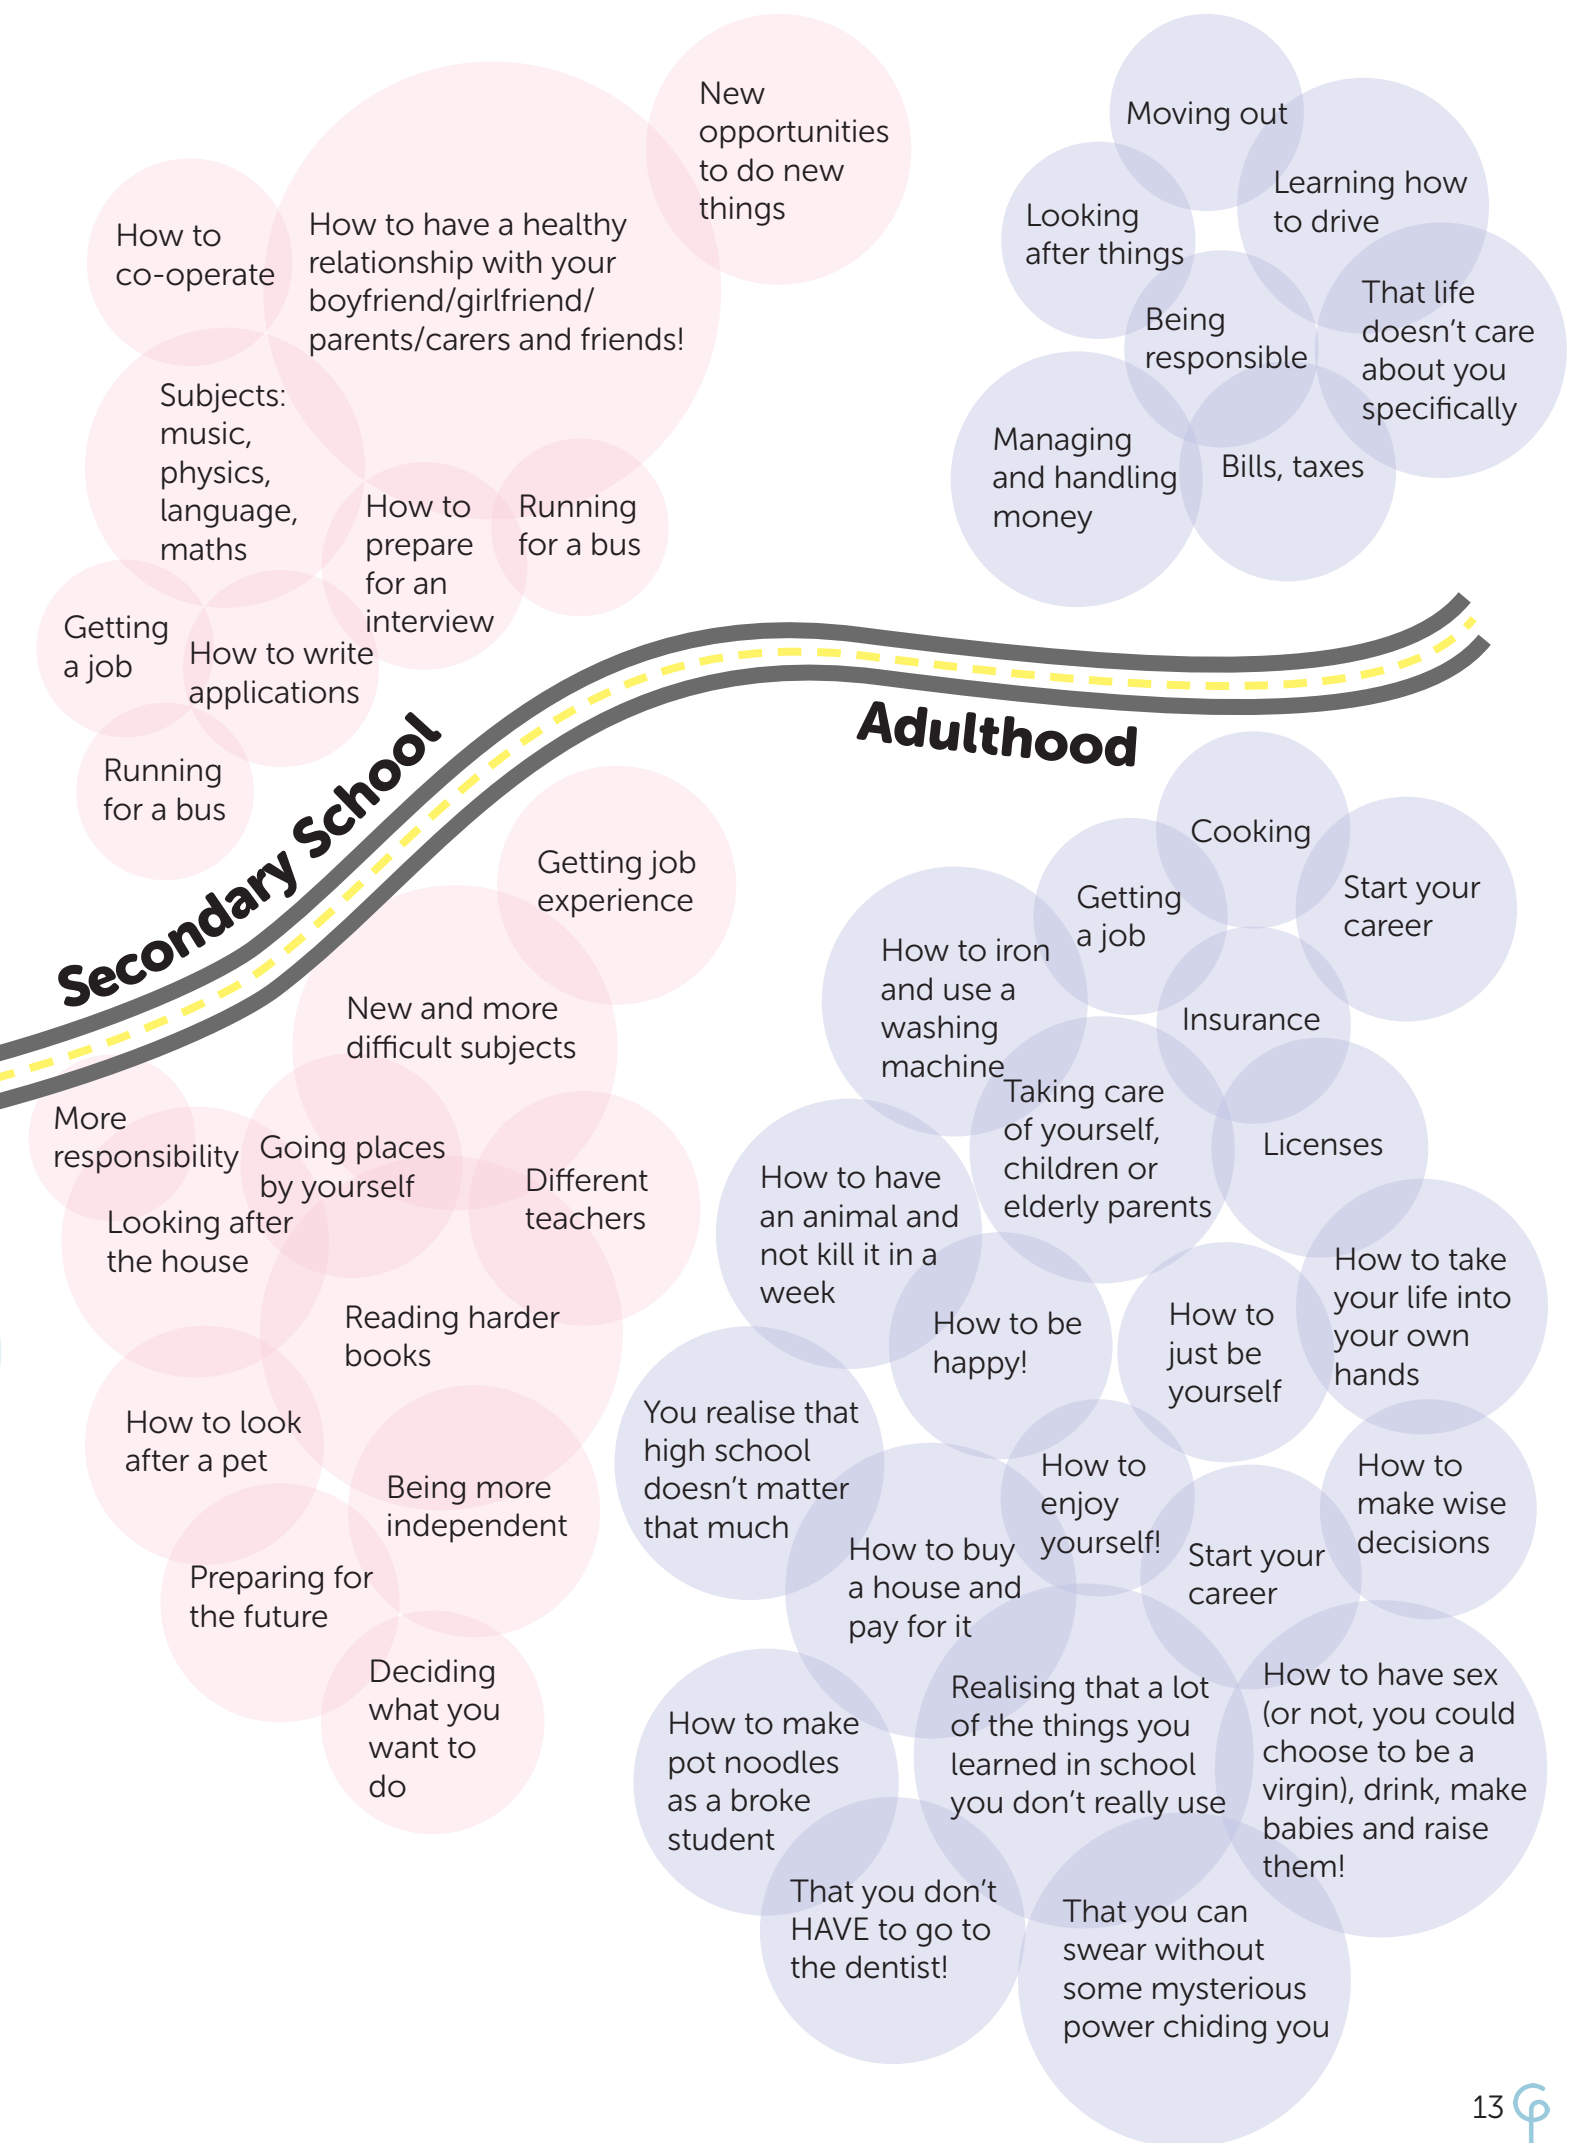 New
opportunities
to do new
things
How to
co-operate
How to have a healthy
relationship with your
boyfriend/girlfriend/
parents/carers and friends!
Subjects:
music,
physics,
language,
maths
How to
prepare
for an
interview
Running
for a bus
Getting
a job
How to write
applications
Running
for a bus
Moving out
Learning how
to drive
Looking
after things
That life
doesn't care
about you
specifically
Being
responsible
Managing
and handling
money
Bills, taxes
Secondary School
Adulthood
Getting job
experience
New and more
difficult subjects
More
responsibility
Going places
by yourself
Different
teachers
Looking after
the house
Reading harder
books
How to look
after a pet
Being more
independent
Preparing for
the future
Deciding
what you
want to
do
Cooking
Getting
a job
Start your
career
How to iron
and use a
washing
machine
Insurance
Taking care
of yourself,
children or
elderly parents
Licenses
How to have
an animal and
not kill it in a
week
How to be
happy!
How to
just be
yourself
How to take
your life into
your own
hands
You realise that
high school
doesn't matter
that much
How to
enjoy
yourself!
How to
make wise
decisions
How to buy
a house and
pay for it
Start your
career
How to make
pot noodles
as a broke
student
Realising that a lot
of the things you
learned in school
you don't really use
How to have sex
(or not, you could
choose to be a
virgin), drink, make
babies and raise
them!
That you don't
HAVE to go to
the dentist!
That you can
swear without
some mysterious
power chiding you
13